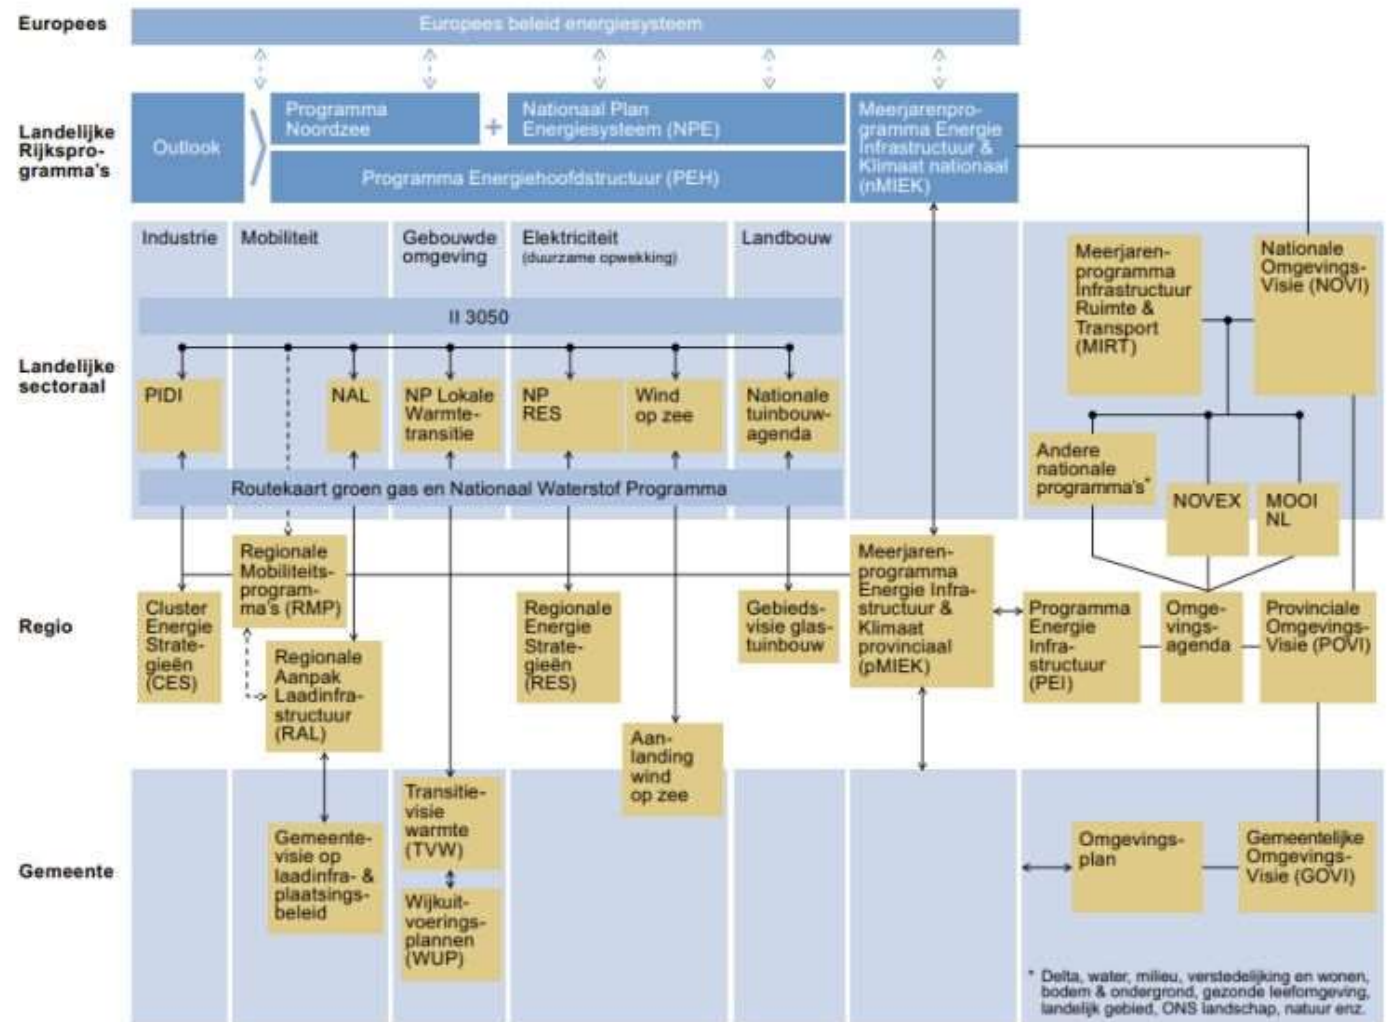 Europees
Europees beleid energiesysteem
Landelijke
Rijkspro-
gramma's
Outlook
Programma
Noordzee
+
Nationaal Plan
Energiesysteem (NPE)
Programma Energiehoofdstructuur (PEH)
Meerjarenpro-
gramma Energie
Infrastructuur &
Klimaat nationaal
(nMIEK)
Industrie
Mobiliteit
Gebouwde
omgeving
Elektriciteit
(duurzame opwekking)
Landbouw
II 3050
Landelijke
sectoraal
PIDI
NAL
NP Lokale
Warmte-
transitie
NP
RES
Wind
op zee
Nationale
tuinbouw-
agenda
Routekaart groen gas en Nationaal Waterstof Programma
Meerjaren-
programma
Infrastructuur
Ruimte &
Transport
(MIRT)
Nationale
Omgevings-
Visie (NOVI)
Andere
nationale
programma's*
NOVEX
MOOI
NL
Regio
Cluster
Energie
Strate-
gieën
(CES)
Regionale
Mobiliteits-
program-
ma's (RMP)
Regionale
Aanpak
Laadinfra-
structuur
(RAL)
Regionale
Energie
Strate-
gieën
(RES)
Aan-
landing
wind
op zee
Gebieds-
visie glas-
tuinbouw
Meerjaren-
programma
Energie Infra-
structuur &
Klimaat
provinciaal
(pMIEK)
Programma
Energie
Infra-
structuur
(PEI)
Omge-
vings-
agenda
Provinciale
Omgevings-
Visie (POVI)
Gemeente
Gemeente-
visie op
laadinfra- &
plaatsings-
beleid
Transitie-
visie
warmte
(TVW)
Wijkuit-
voerings-
plannen
(WUP)
Omgevings-
plan
Gemeentelijke
Omgevings-
Visie (GOVI)
* Delta, water, milieu, verstedelijking en wonen,
bodem & ondergrond, gezonde leefomgeving,
landelijk gebied, ONS landschap, natuur enz.